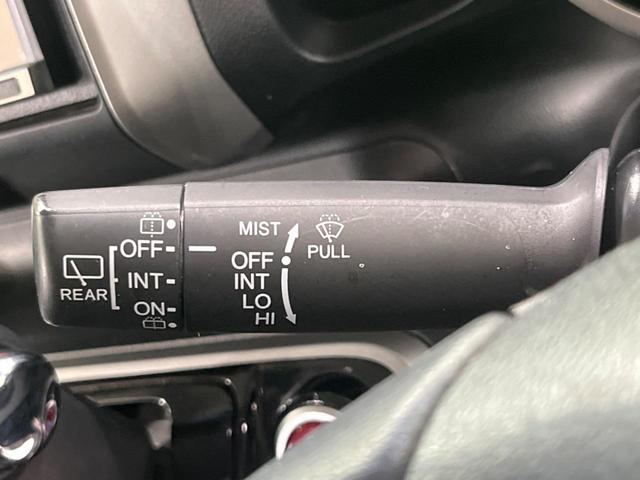 REAR
OFF
INT
ON
MIST
OFF
INT
LO
HI
PULL